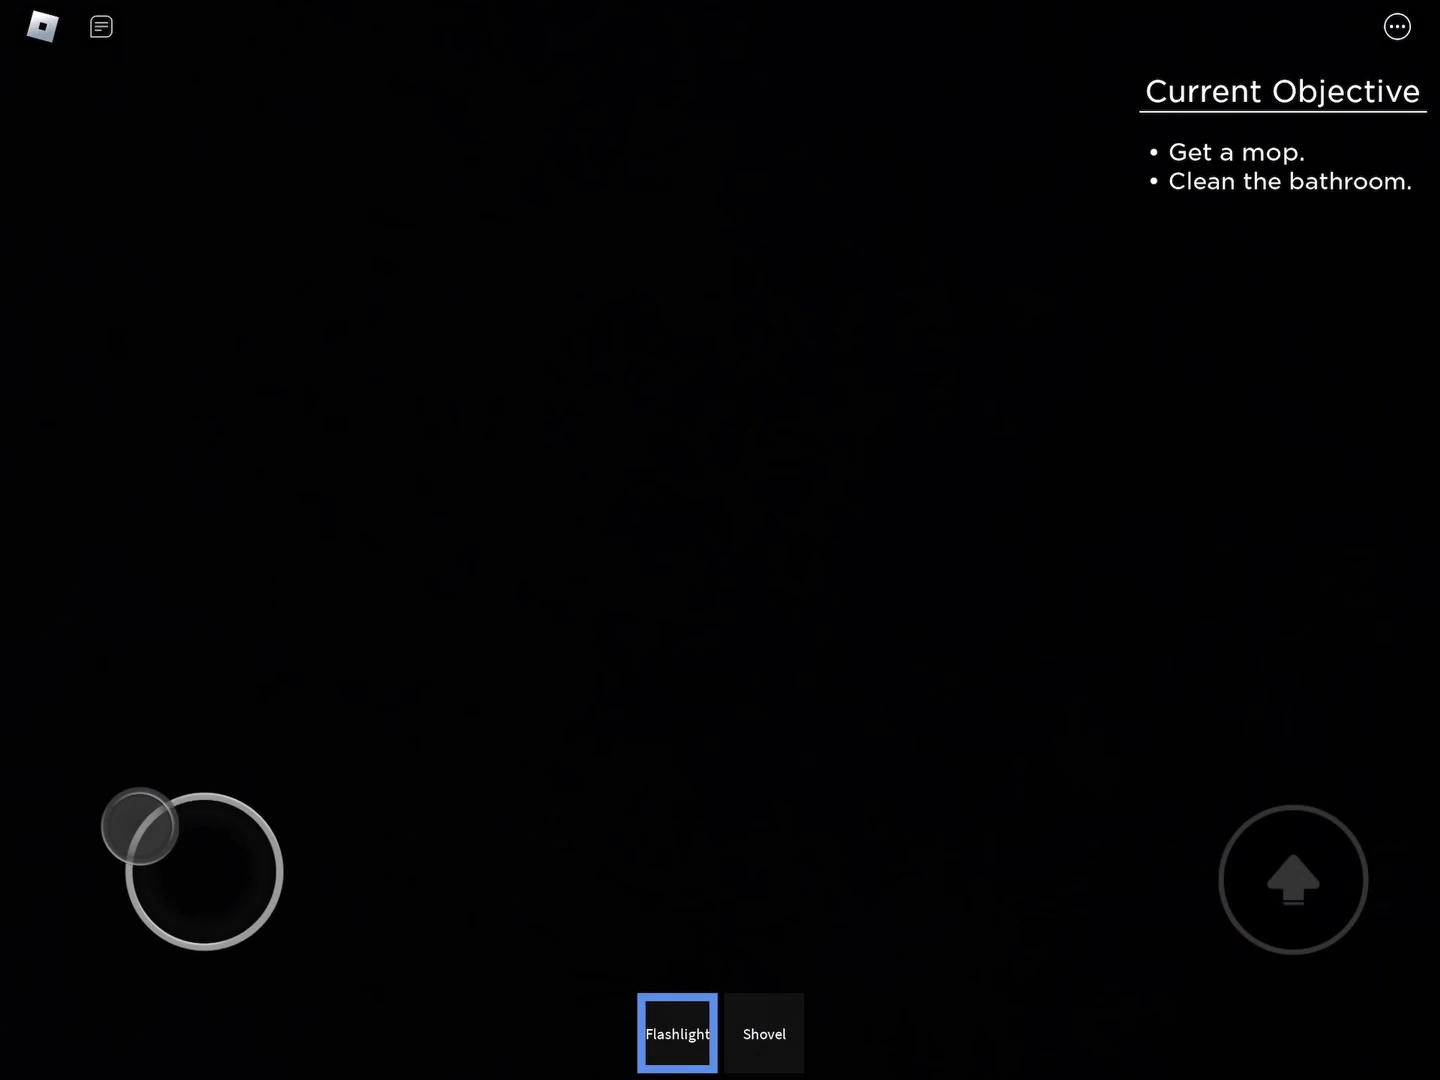 Current Objective
• Get a mop.
• Clean the bathroom.
Flashlight
Shovel